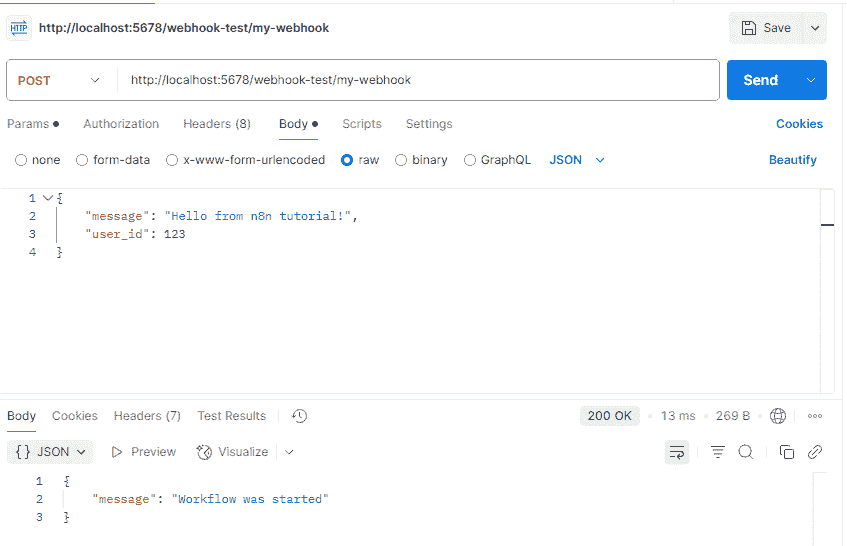 HTTP http://localhost:5678/webhook-test/my-webhook Save
POST http://localhost:5678/webhook-test/my-webhook Send
Params Authorization Headers (8) Body Scripts Settings Cookies
none form-data x-www-form-urlencoded raw binary GraphQL JSON Beautify
1 {
2 "message": "Hello from n8n tutorial!",
3 "user_id": 123
4 }
Body Cookies Headers (7) Test Results 200 OK • 13 ms • 269 B •
{} JSON Preview Visualize
1 {
2 "message": "Workflow was started"
3 }